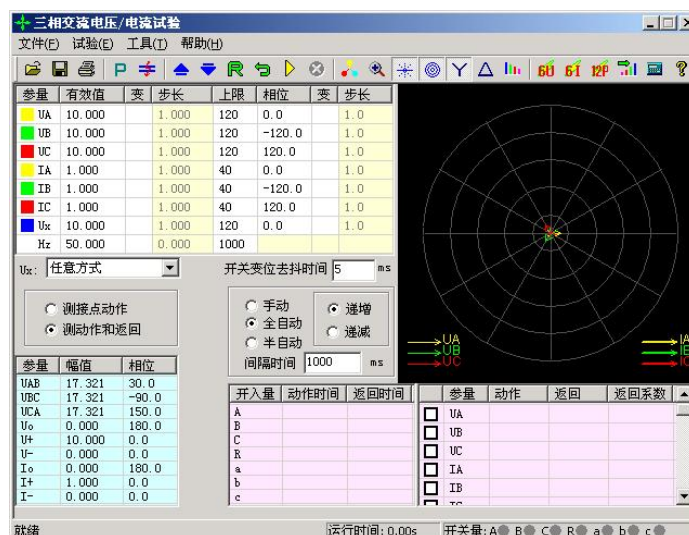 三相交流电压/电流试验
文件(F) 试验(E) 工具(T) 帮助(H)
P R 6U 6I 12P ?
参量 有效值 变 步长 上限 相位 变 步长
UA 10.000 1.000 120 0.0 1.0
UB 10.000 1.000 120 -120.0 1.0
UC 10.000 1.000 120 120.0 1.0
IA 1.000 1.000 40 0.0 1.0
IB 1.000 1.000 40 -120.0 1.0
IC 1.000 1.000 40 120.0 1.0
Ux 10.000 1.000 120 0.0 1.0
Hz 50.000 0.000 1000
Ux: 任意方式 开关变位去抖时间 5 ms
测接点动作
测动作和返回
手动
全自动
半自动
递增
递减
间隔时间 1000 ms
UA
UB
UC
IA
IB
IC
参量 幅值 相位
UAB 17.321 30.0
UBC 17.321 -90.0
UCA 17.321 150.0
Uo 0.000 180.0
U+ 10.000 0.0
U- 0.000 0.0
Io 0.000 180.0
I+ 1.000 0.0
I- 0.000 0.0
开入量 动作时间 返回时间
A
B
C
R
a
b
c
参量 动作 返回 返回系数
UA
UB
UC
IA
IB
IC
就绪 运行时间: 0.00s 开关量: A B C R a b c